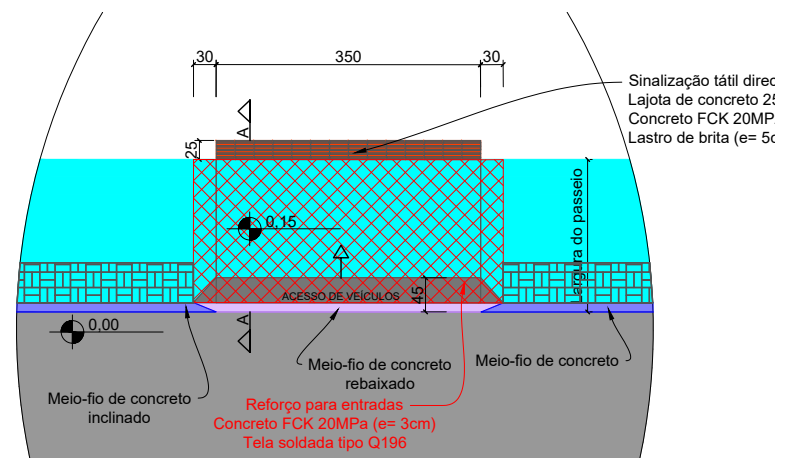 30
350
30
Sinalização tátil direc
Lajota de concreto 25
Concreto FCK 20MP
Lastro de brita (e= 5c
A
25
0,15
Largura do passeio
ACESSO DE VEÍCULOS
45
0,00
A
Meio-fio de concreto
rebaixado
Meio-fio de concreto
Meio-fio de concreto
inclinado
Reforço para entradas
Concreto FCK 20MPa (e= 3cm)
Tela soldada tipo Q196